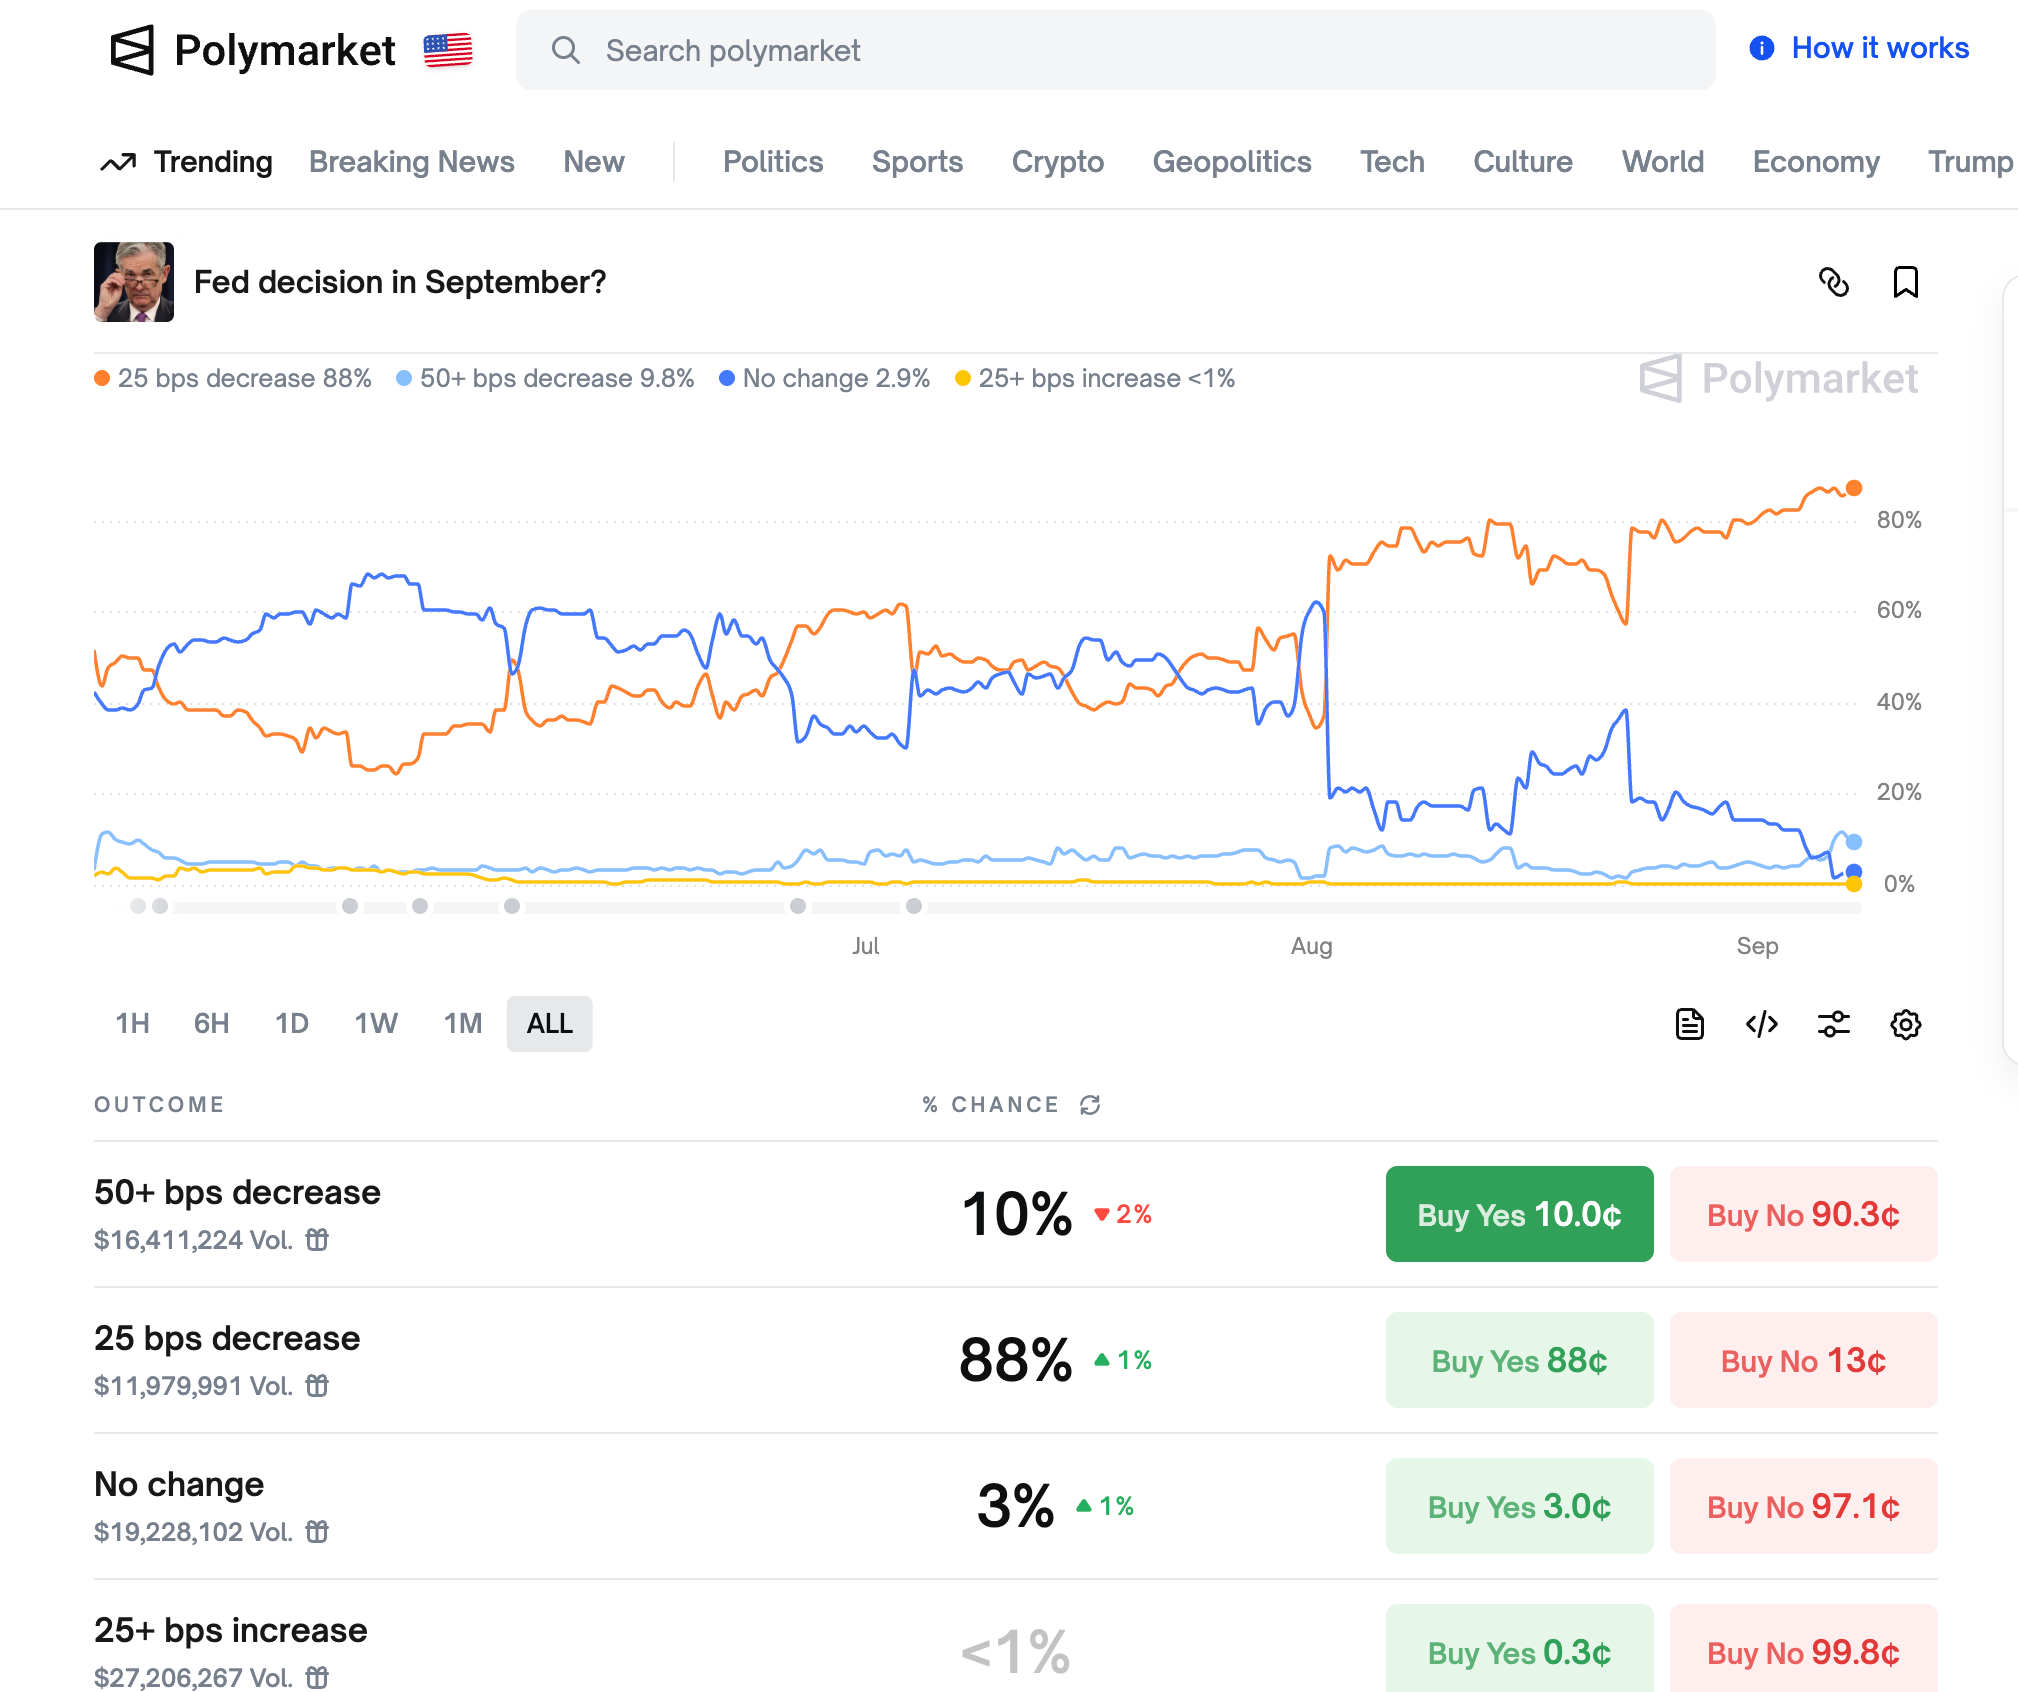 Polymarket
Search polymarket
How it works
Trending Breaking News New Politics Sports Crypto Geopolitics Tech Culture World Economy Trump
Fed decision in September?
25 bps decrease 88% 50+ bps decrease 9.8% No change 2.9% 25+ bps increase <1%
Polymarket
80%
60%
40%
20%
0%
Jul Aug Sep
1H 6H 1D 1W 1M ALL
OUTCOME % CHANCE
50+ bps decrease
$16,411,224 Vol.
10% 2%
Buy Yes 10.0¢ Buy No 90.3¢
25 bps decrease
$11,979,991 Vol.
88% 1%
Buy Yes 88¢ Buy No 13¢
No change
$19,228,102 Vol.
3% 1%
Buy Yes 3.0¢ Buy No 97.1¢
25+ bps increase
$27,206,267 Vol.
<1%
Buy Yes 0.3¢ Buy No 99.8¢